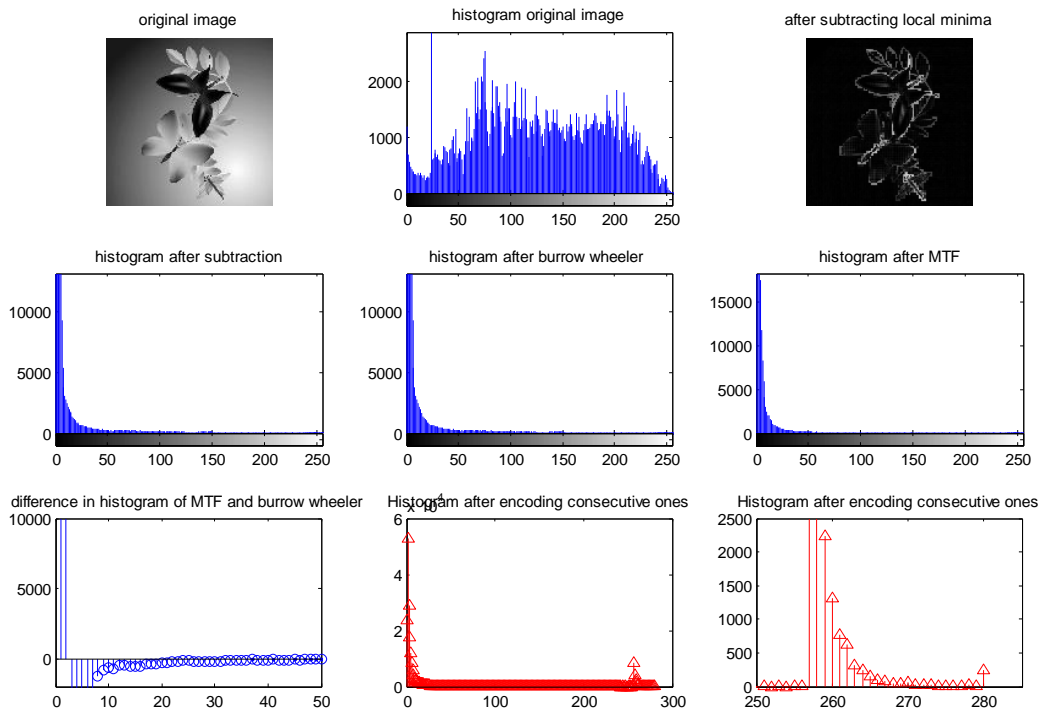 original image
histogram original image
after subtracting local minima
2000
1000
0
0 50 100 150 200 250
histogram after subtraction
histogram after burrow wheeler
histogram after MTF
10000
5000
0
0 50 100 150 200 250
10000
5000
0
0 50 100 150 200 250
15000
10000
5000
0
0 50 100 150 200 250
difference in histogram of MTF and burrow wheeler
Histogram after encoding consecutive ones
Histogram after encoding consecutive ones
10000
5000
0
0 10 20 30 40 50
x 10^4
6
4
2
0
0 100 200 300
2500
2000
1500
1000
500
0
250 260 270 280